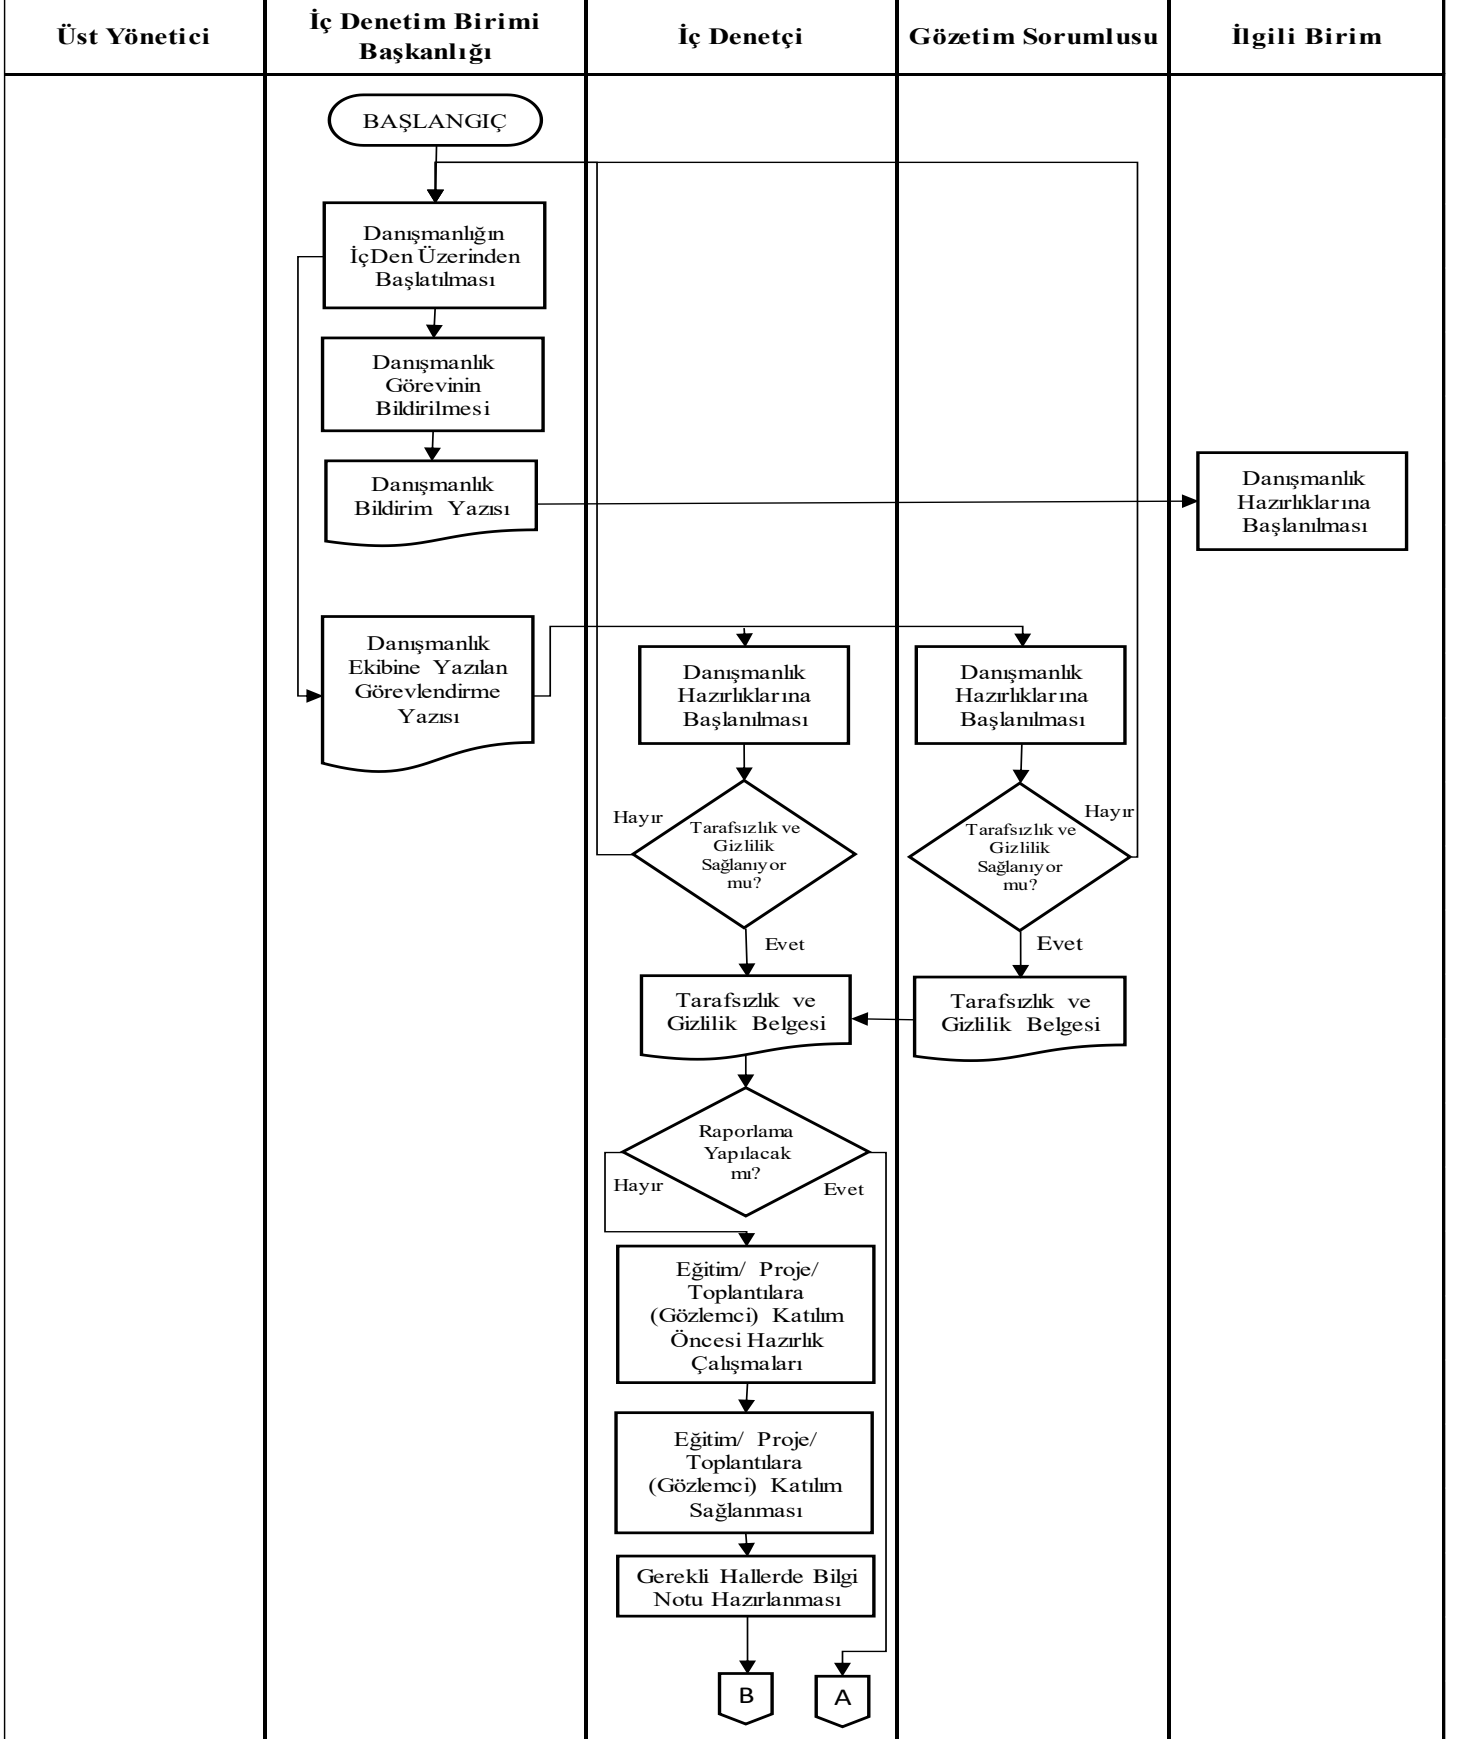 Üst Yönetici
İç Denetim Birimi
Başkanlığı
İç Denetçi
Gözetim Sorumlusu
İlgili Birim
BAŞLANGIÇ
Danışmanlığın
İçDen Üzerinden
Başlatılması
Danışmanlık
Görevinin
Bildirilmesi
Danışmanlık
Bildirim Yazısı
Danışmanlık
Hazırlıklarına
Başlanılması
Danışmanlık
Ekibine Yazılan
Görevlendirme
Yazısı
Danışmanlık
Hazırlıklarına
Başlanılması
Danışmanlık
Hazırlıklarına
Başlanılması
Hayır
Tarafsızlık ve
Gizlilik
Sağlanıyor
mu?
Evet
Hayır
Tarafsızlık ve
Gizlilik
Sağlanıyor
mu?
Evet
Tarafsızlık ve
Gizlilik Belgesi
Tarafsızlık ve
Gizlilik Belgesi
Raporlama
Yapılacak
mı?
Hayır
Evet
Eğitim/ Proje/
Toplantılara
(Gözlemci) Katılım
Öncesi Hazırlık
Çalışmaları
Eğitim/ Proje/
Toplantılara
(Gözlemci) Katılım
Sağlanması
Gerekli Hallerde Bilgi
Notu Hazırlanması
B
A